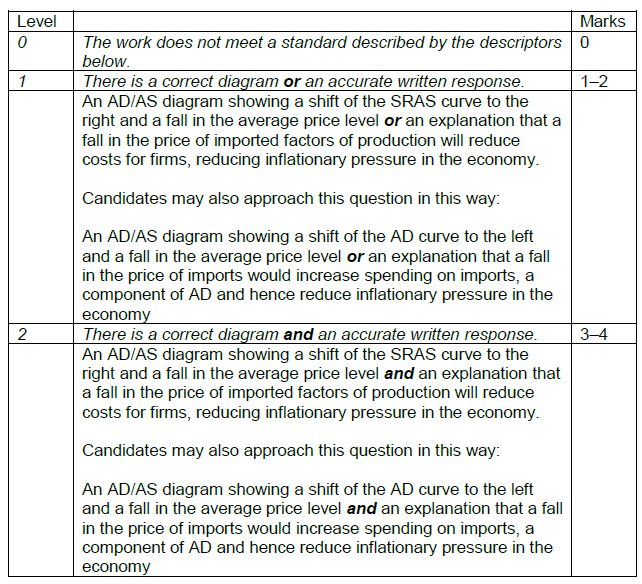 Level Marks
0 The work does not meet a standard described by the descriptors 0
below.
1 There is a correct diagram or an accurate written response. 1–2
An AD/AS diagram showing a shift of the SRAS curve to the
right and a fall in the average price level or an explanation that a
fall in the price of imported factors of production will reduce
costs for firms, reducing inflationary pressure in the economy.
Candidates may also approach this question in this way:
An AD/AS diagram showing a shift of the AD curve to the left
and a fall in the average price level or an explanation that a fall
in the price of imports would increase spending on imports, a
component of AD and hence reduce inflationary pressure in the
economy
2 There is a correct diagram and an accurate written response. 3–4
An AD/AS diagram showing a shift of the SRAS curve to the
right and a fall in the average price level and an explanation that
a fall in the price of imported factors of production will reduce
costs for firms, reducing inflationary pressure in the economy.
Candidates may also approach this question in this way:
An AD/AS diagram showing a shift of the AD curve to the left
and a fall in the average price level and an explanation that a fall
in the price of imports would increase spending on imports, a
component of AD and hence reduce inflationary pressure in the
economy